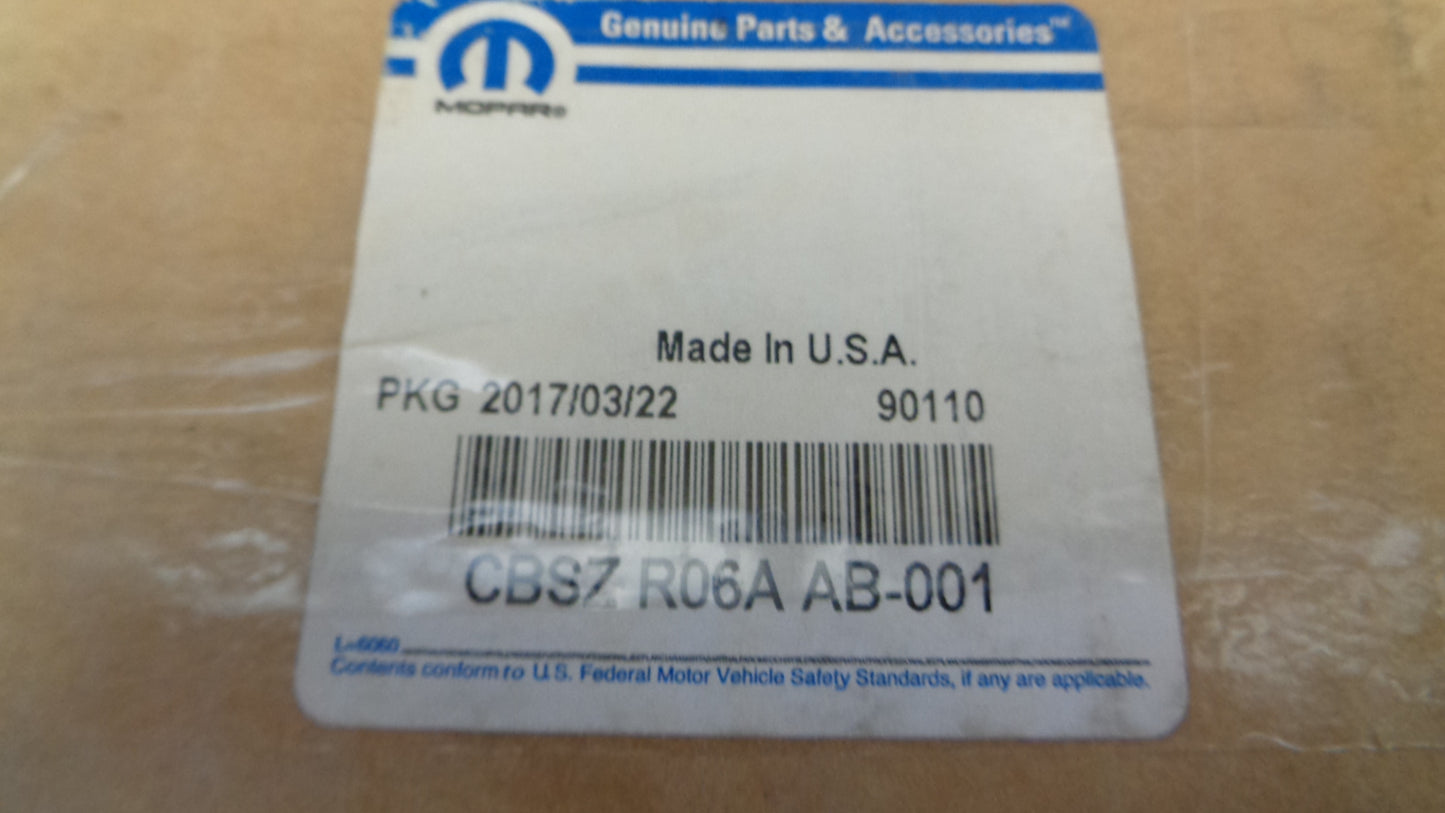 Genuine Parts & Accessories™
MOPAR®
Made In U.S.A.
PKG 2017/03/22 90110
CBSZ R06A AB-001
L-6060
Contents conform to U.S. Federal Motor Vehicle Safety Standards, if any are applicable.